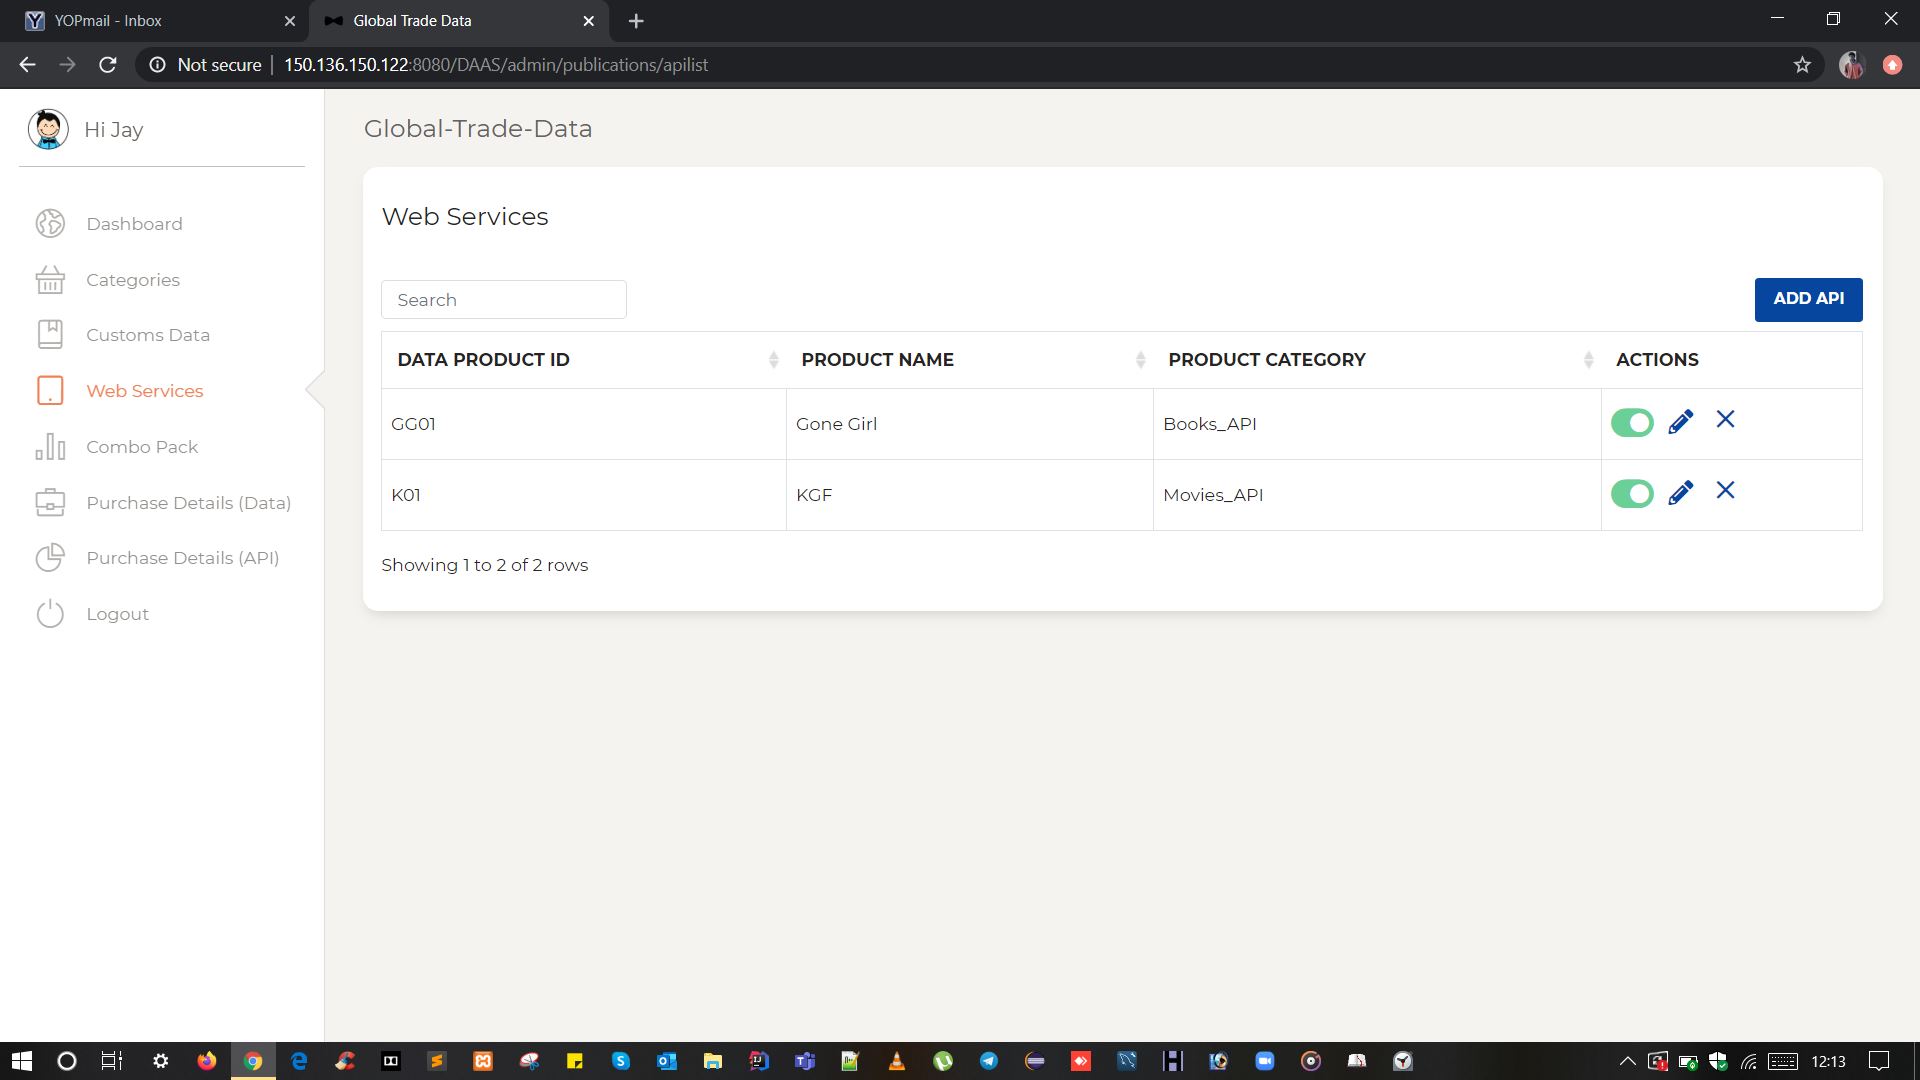 YOPmail - Inbox
Global Trade Data
Not secure
150.136.150.122:8080/DAAS/admin/publications/apilist
Hi Jay
Dashboard
Categories
Customs Data
Web Services
Combo Pack
Purchase Details (Data)
Purchase Details (API)
Logout
Global-Trade-Data
Web Services
Search
ADD API
DATA PRODUCT ID PRODUCT NAME PRODUCT CATEGORY ACTIONS
GG01 Gone Girl Books_API
K01 KGF Movies_API
Showing 1 to 2 of 2 rows
12:13